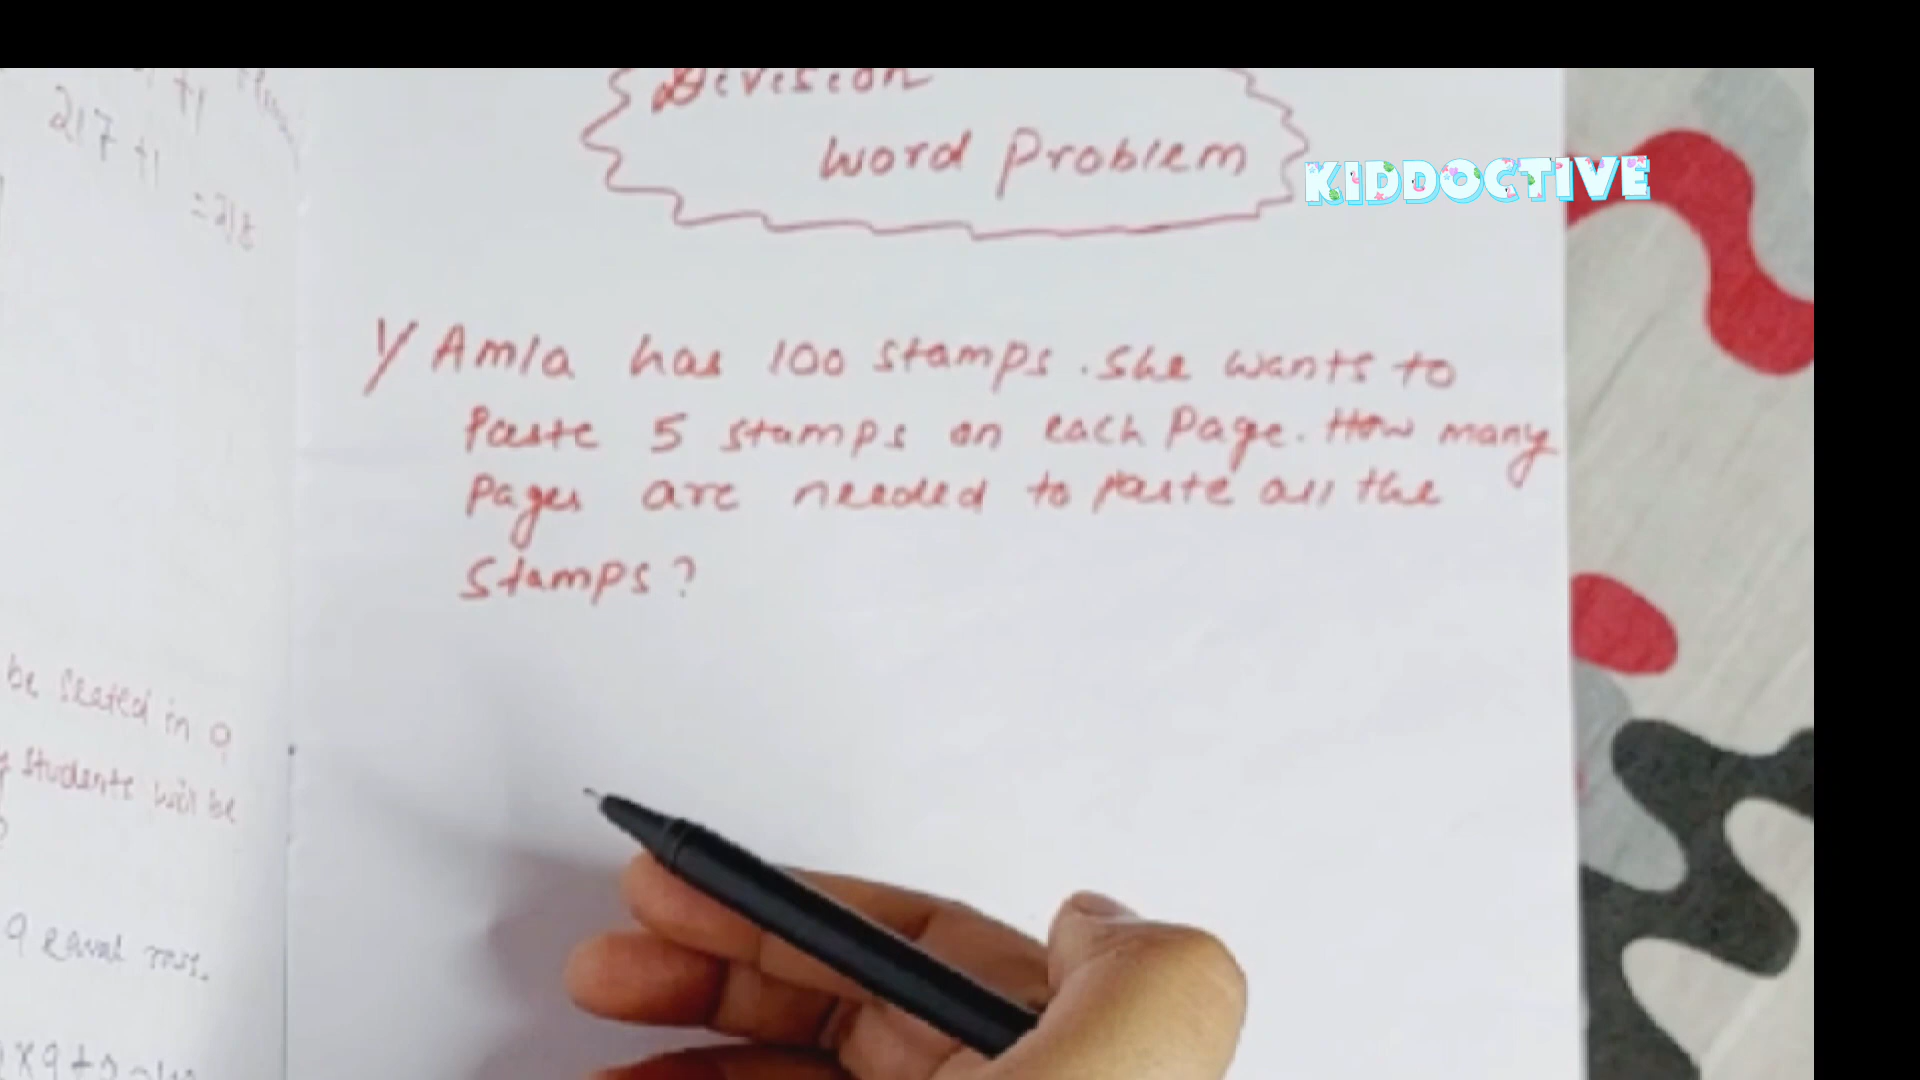 217 +1
= 218
Division
Word Problem
KIDDOCTIVE
1/ Amla has 100 stamps. She wants to
Paste 5 stamps on each Page. How many
Pages are needed to paste all the
Stamps?
be seated in 9
students will be
9 equal rows.